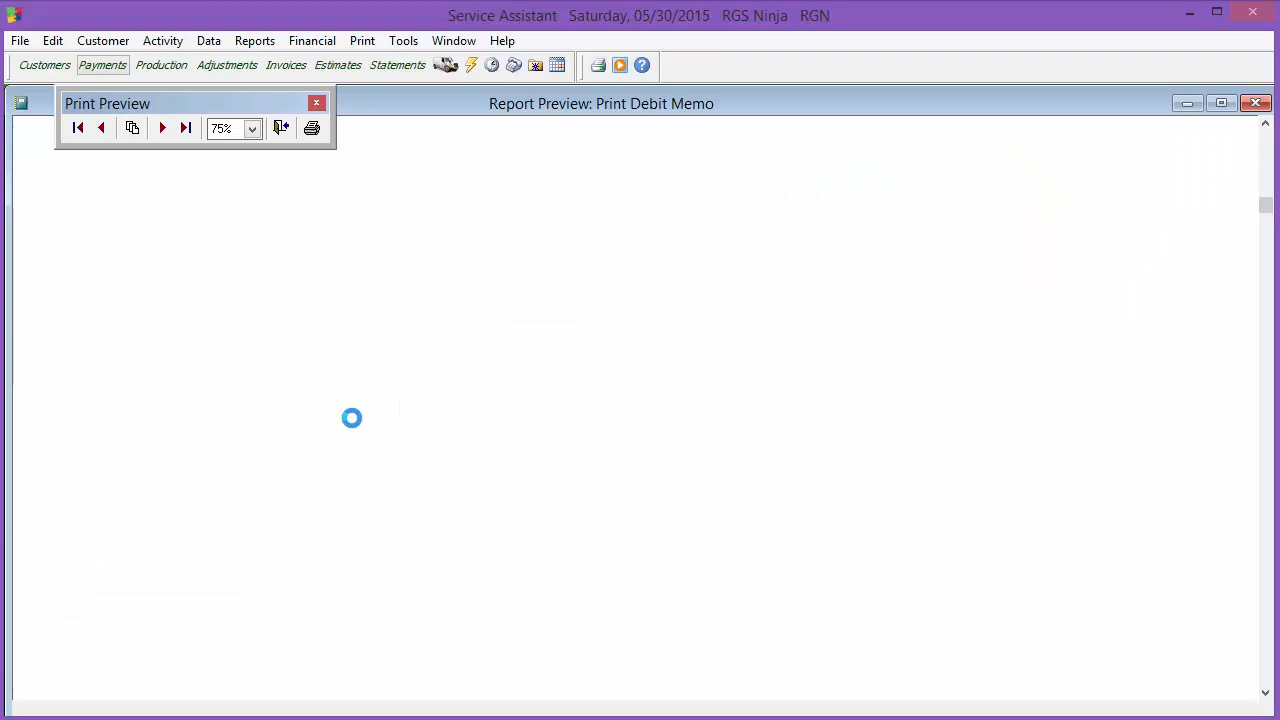 Service Assistant Saturday, 05/30/2015 RGS Ninja RGN
File Edit Customer Activity Data Reports Financial Print Tools Window Help
Customers Payments Production Adjustments Invoices Estimates Statements
Print Preview
Report Preview: Print Debit Memo
75%